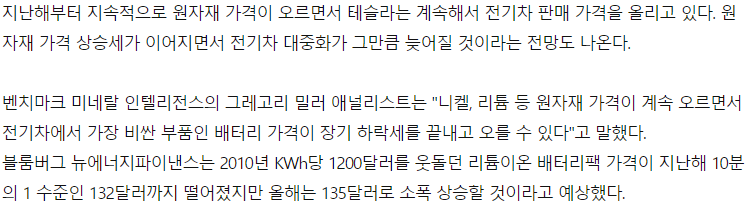 지난해부터 지속적으로 원자재 가격이 오르면서 테슬라는 계속해서 전기차 판매 가격을 올리고 있다. 원
자재 가격 상승세가 이어지면서 전기차 대중화가 그만큼 늦어질 것이라는 전망도 나온다.
벤치마크 미네랄 인텔리전스의 그레고리 밀러 애널리스트는 "니켈, 리튬 등 원자재 가격이 계속 오르면서
전기차에서 가장 비싼 부품인 배터리 가격이 장기 하락세를 끝내고 오를 수 있다"고 말했다.
블룸버그 뉴에너지파이낸스는 2010년 KWh당 1200달러를 웃돌던 리튬이온 배터리팩 가격이 지난해 10분
의 1 수준인 132달러까지 떨어졌지만 올해는 135달러로 소폭 상승할 것이라고 예상했다.